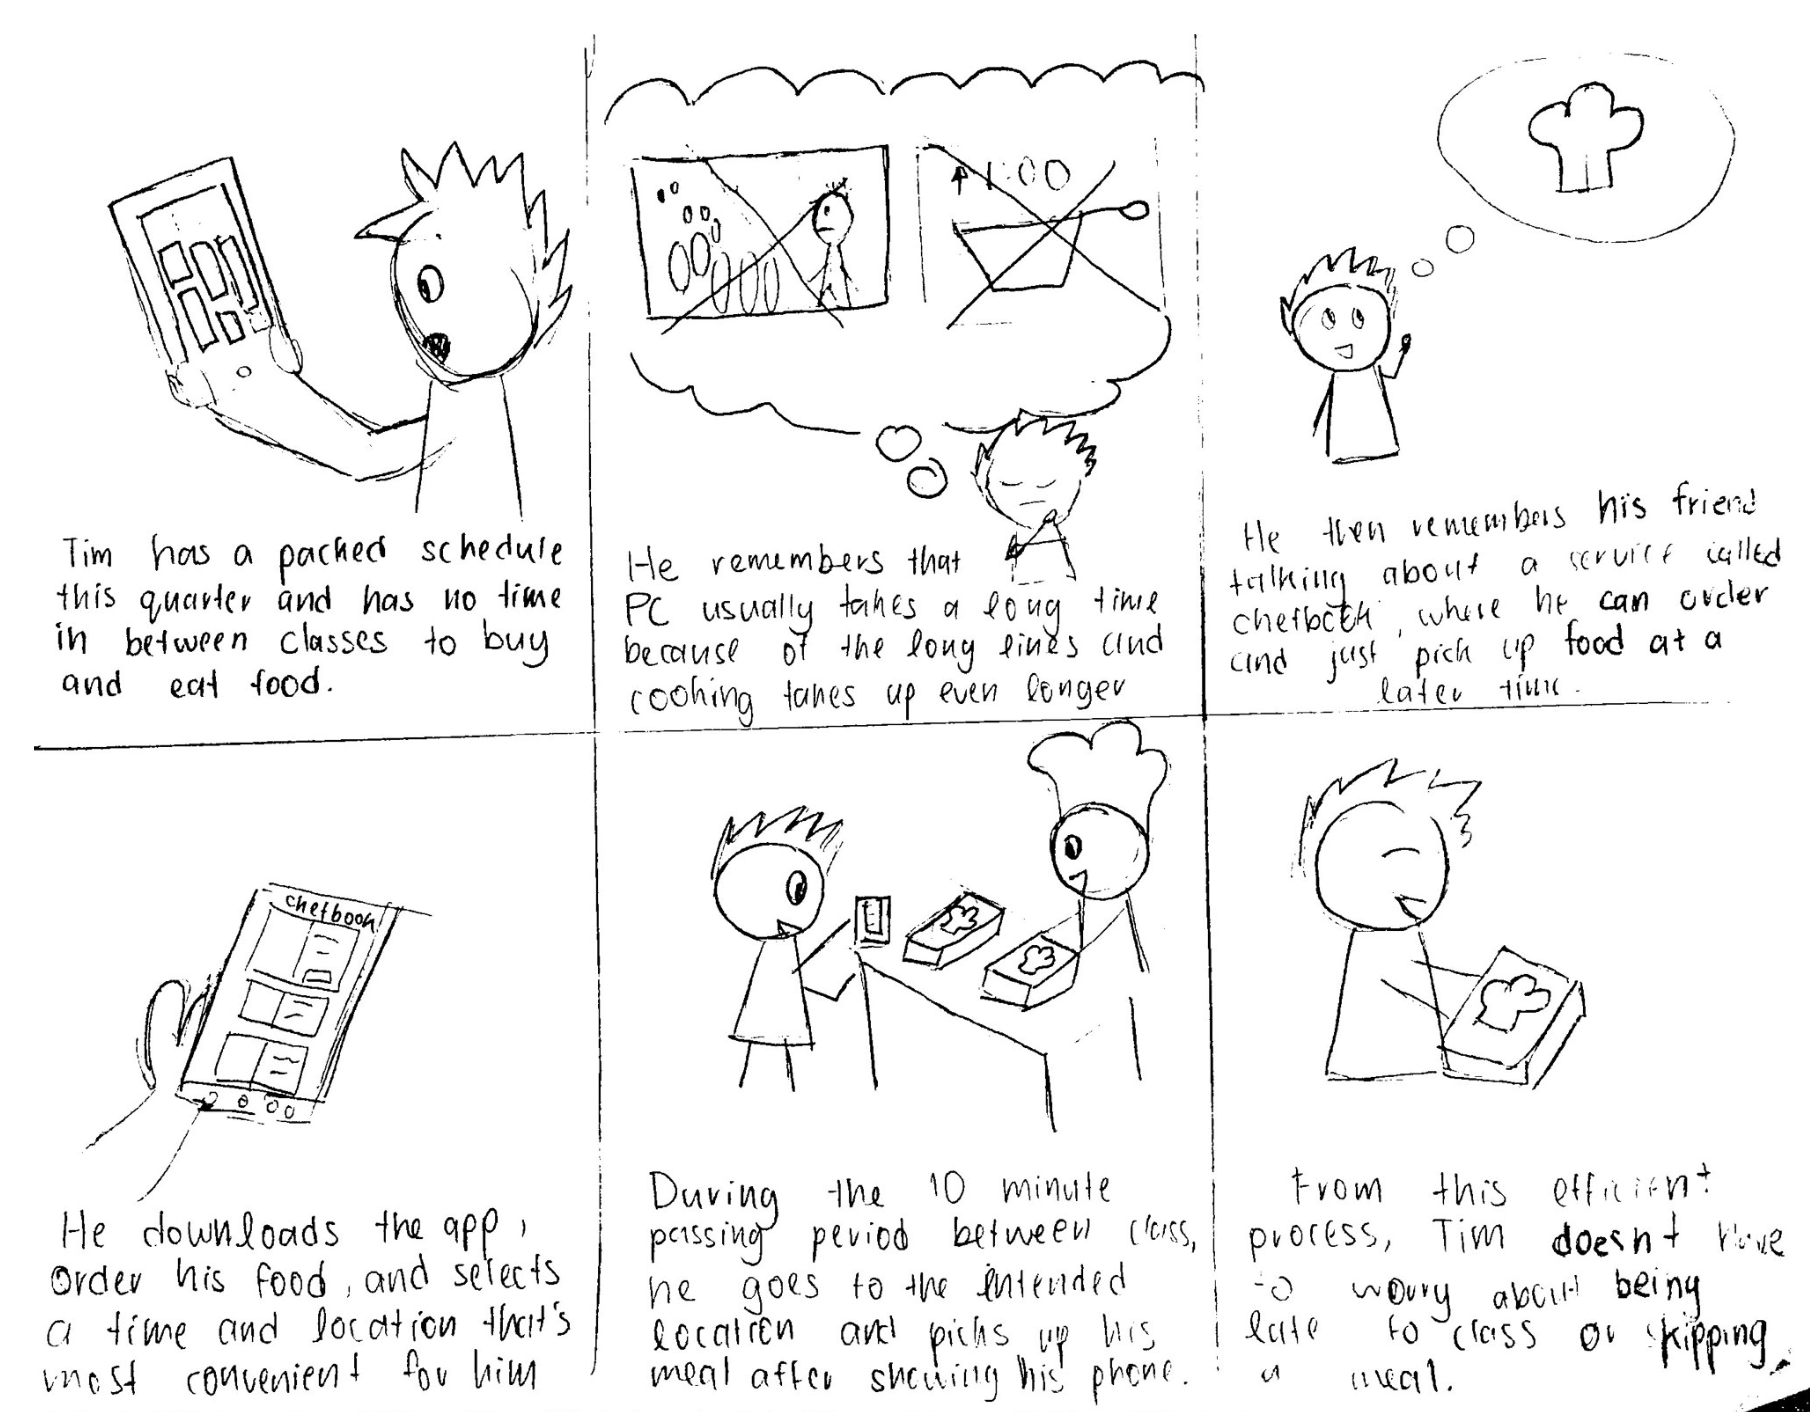 ↑ 1:00
Tim has a packed schedule
this quarter and has no time
in between classes to buy
and eat food.
He remembers that
PC usually takes a long time
because of the long lines and
cooking takes up even longer
He then remembers his friend
talking about a service called
chefbook, where he can order
and just pick up food at a
later time.
chefbook
He downloads the app,
order his food, and selects
a time and location that's
most convenient for him
During the 10 minute
passing period between class,
he goes to the intended
location and picks up his
meal after showing his phone.
From this efficient
process, Tim doesnt have
to worry about being
late to class or skipping
a meal.